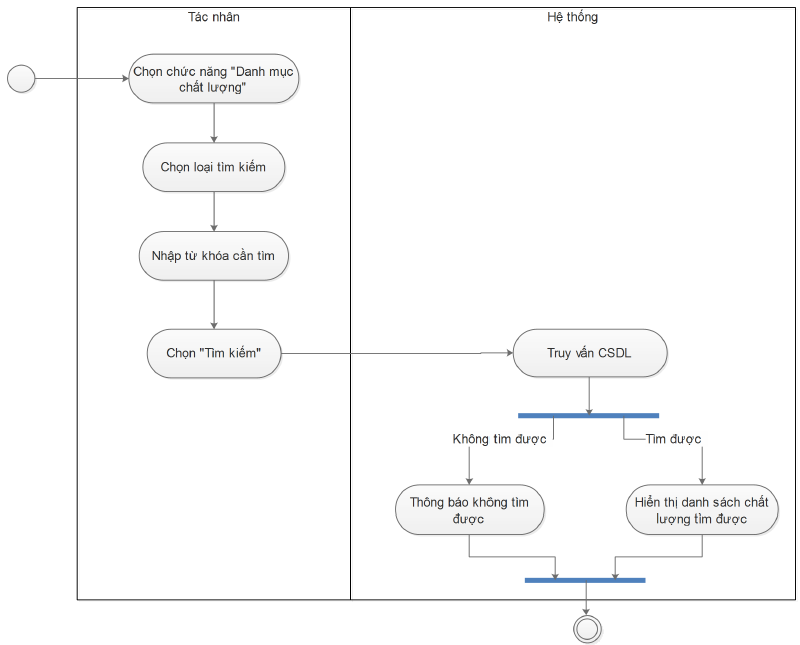 Tác nhân
Hệ thống
Chọn chức năng "Danh mục
chất lượng"
Chọn loại tìm kiếm
Nhập từ khóa cần tìm
Chọn "Tìm kiếm"
Truy vấn CSDL
Không tìm được
Tìm được
Thông báo không tìm
được
Hiển thị danh sách chất
lượng tìm được